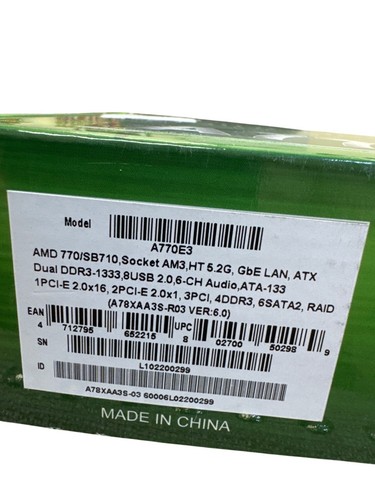 Model
A770E3
AMD 770/SB710,Socket AM3,HT 5.2G, GbE LAN, ATX
Dual DDR3-1333,8USB 2.0,6-CH Audio,ATA-133
1PCI-E 2.0x16, 2PCI-E 2.0x1, 3PCI, 4DDR3, 6SATA2, RAID
(A78XAA3S-R03 VER:6.0)
EAN 4 712795 652215 UPC 8 02700 50298 9
SN
L102200299
ID
A78XAA3S-03 60006L02200299
MADE IN CHINA